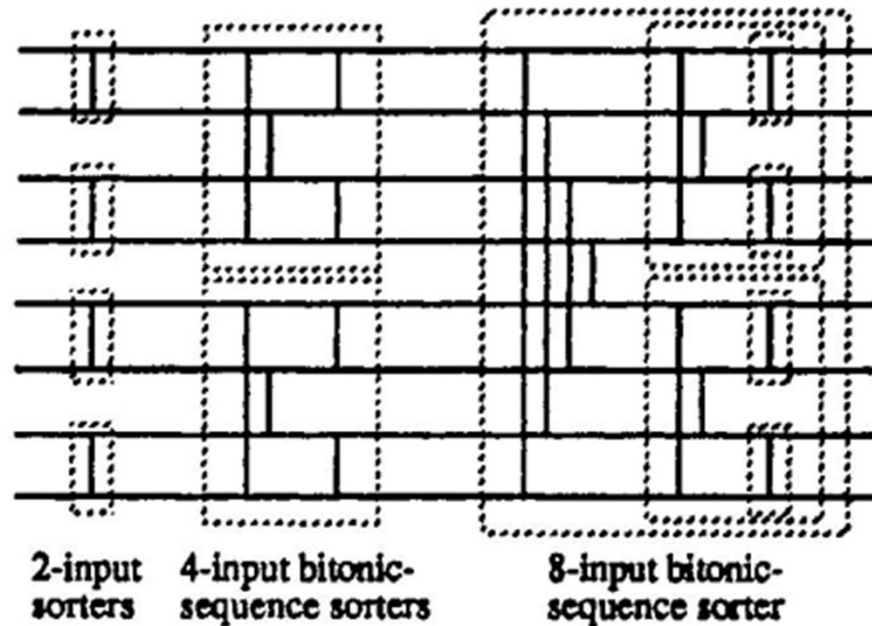 2-input 4-input bitonic- 8-input bitonic-
sorters sequence sorters sequence sorter